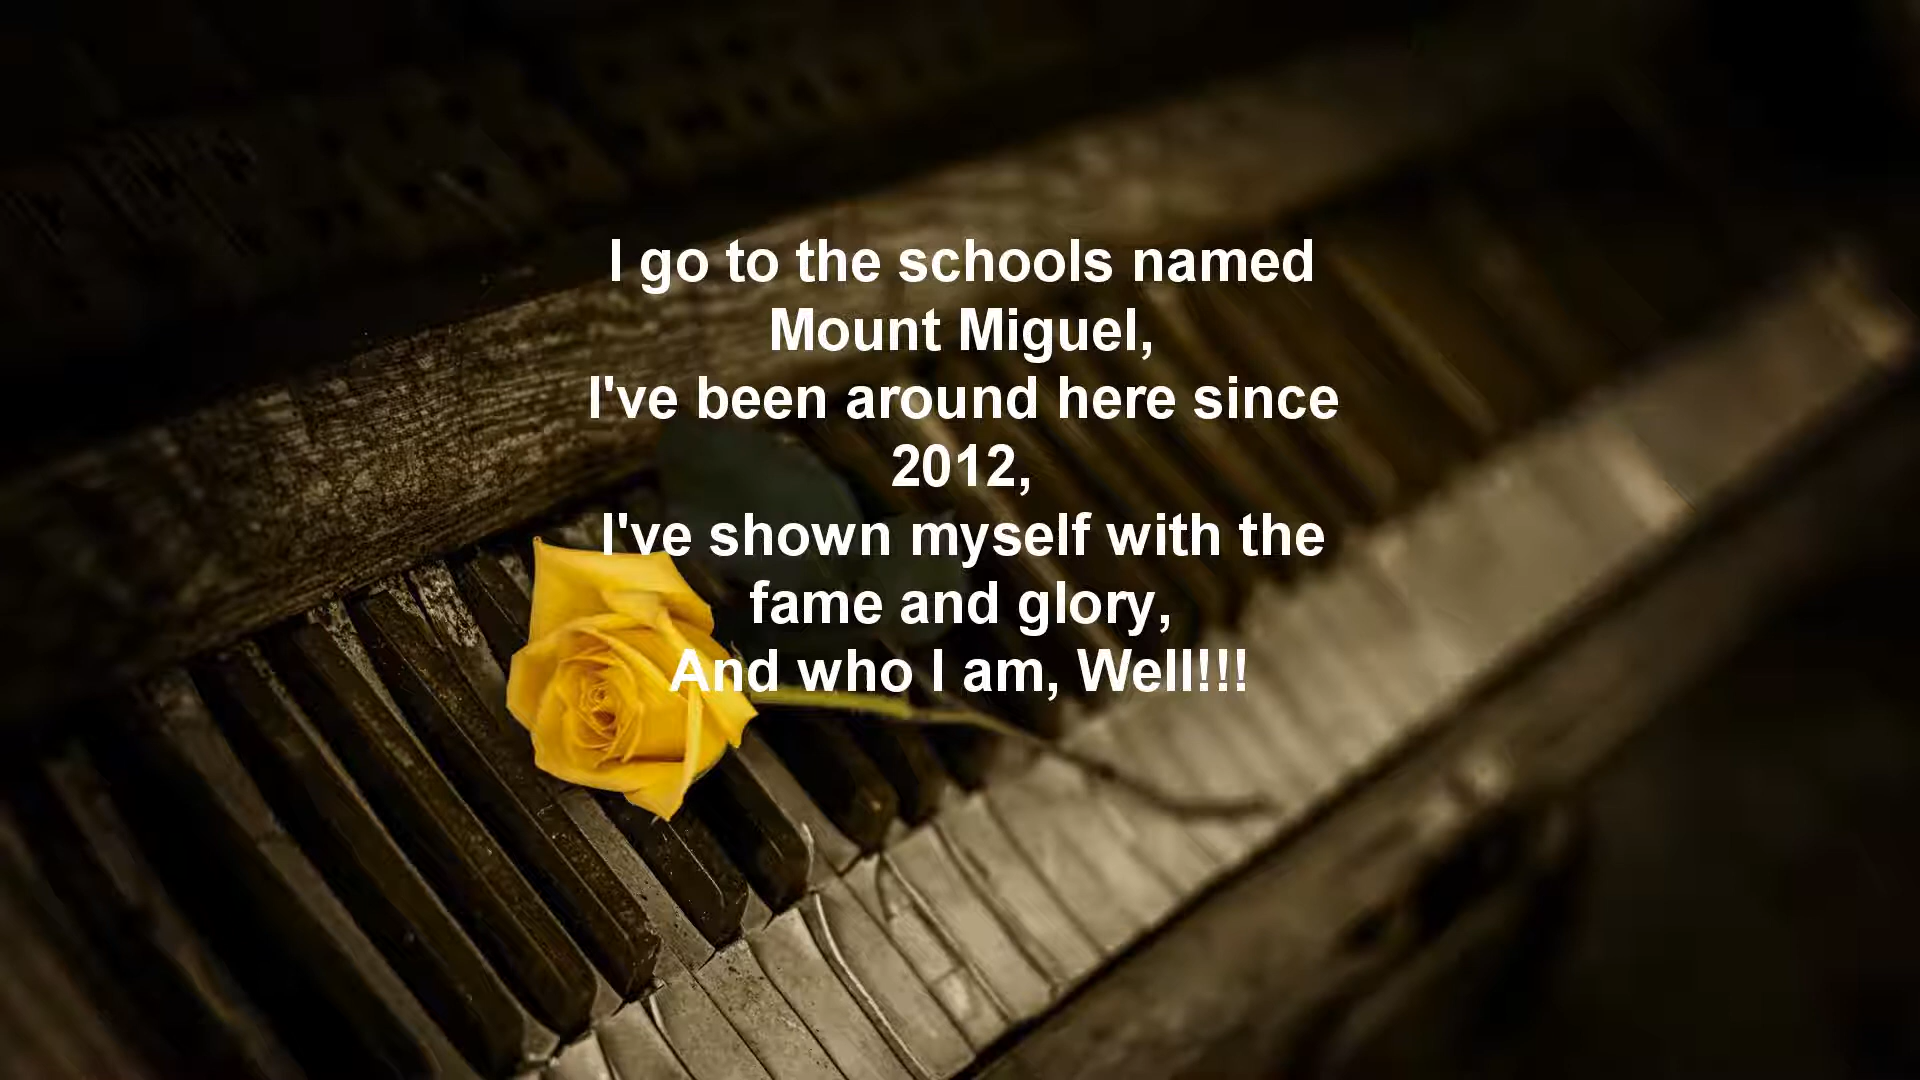 I go to the schools named
Mount Miguel,
I've been around here since
2012,
I've shown myself with the
fame and glory,
And who I am, Well!!!